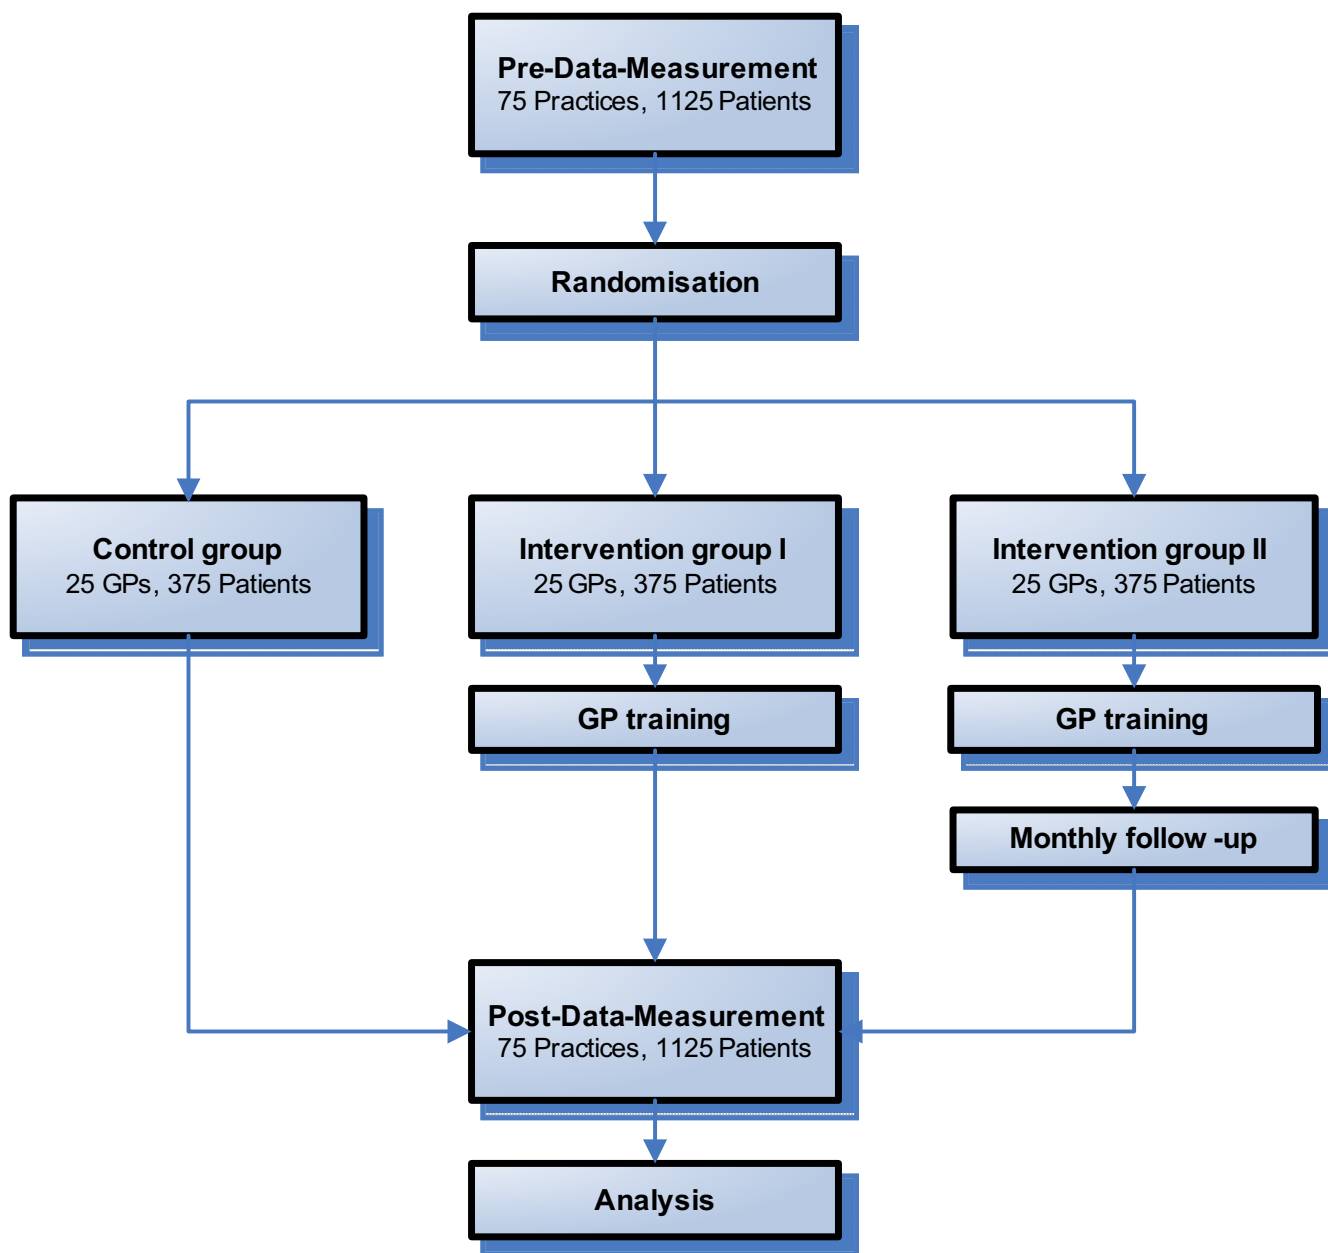 Pre-Data-Measurement
75 Practices, 1125 Patients
Randomisation
Control group
25 GPs, 375 Patients
Intervention group I
25 GPs, 375 Patients
Intervention group II
25 GPs, 375 Patients
GP training
GP training
Monthly follow -up
Post-Data-Measurement
75 Practices, 1125 Patients
Analysis